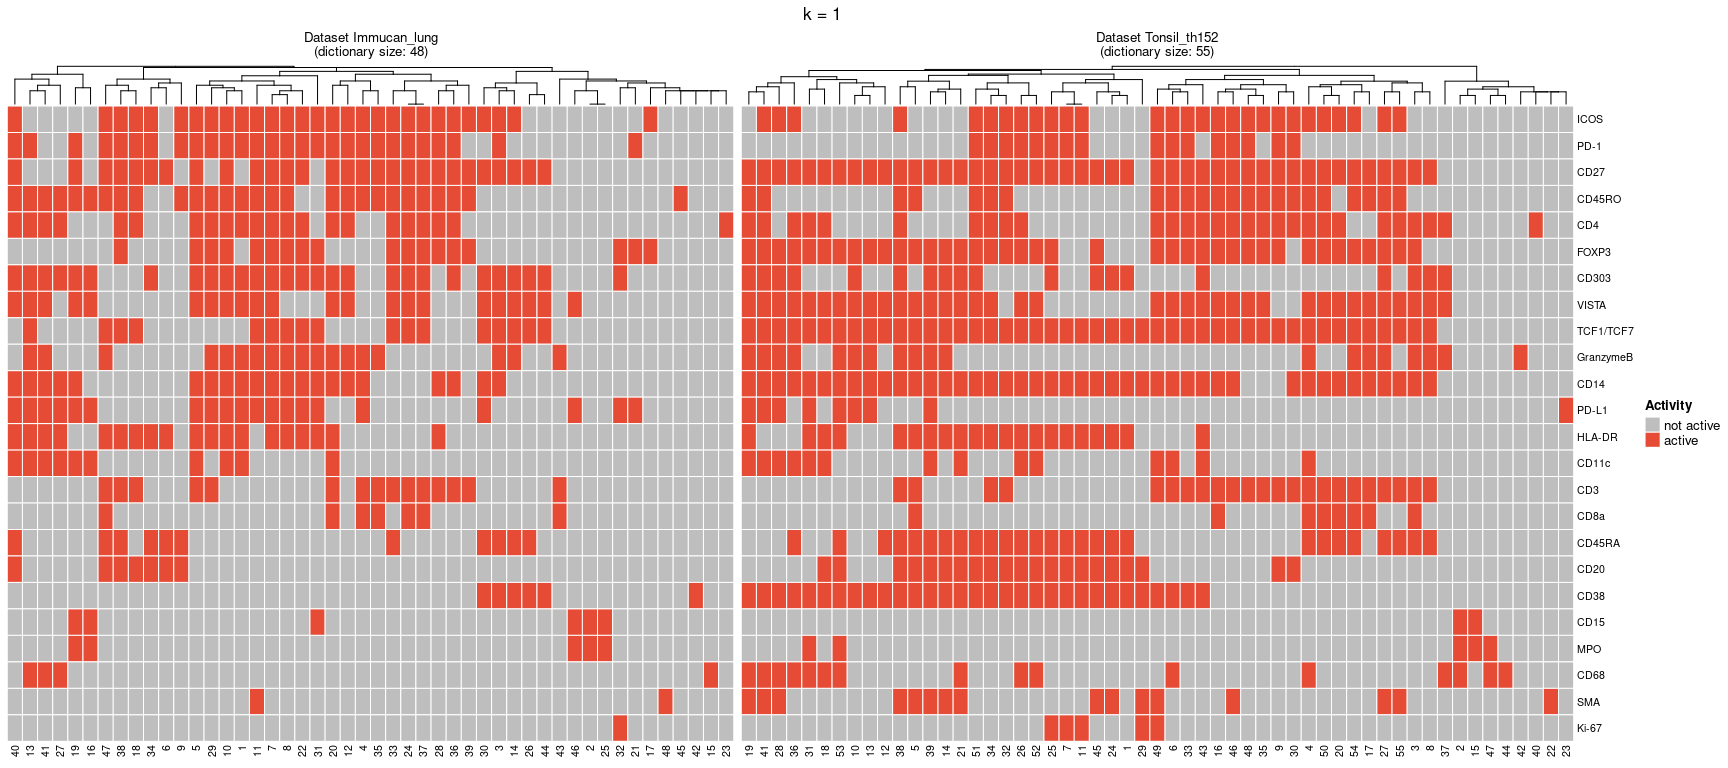 k = 1
Dataset Immucan_lung
(dictionary size: 48)
Dataset Tonsil_th152
(dictionary size: 55)
ICOS
PD-1
CD27
CD45RO
CD4
FOXP3
CD303
VISTA
TCF1/TCF7
GranzymeB
CD14
PD-L1
HLA-DR
CD11c
CD3
CD8a
CD45RA
CD20
CD38
CD15
MPO
CD68
SMA
Ki-67
Activity
not active
active
40 13 41 27 19 16 47 38 18 34 6 9 5 29 10 1 11 7 8 22 31 20 12 4 35 33 24 37 28 36 39 30 3 14 26 44 43 46 2 25 32 21 17 48 45 42 15 23
19 41 28 36 31 18 53 10 13 12 38 5 39 14 21 51 34 32 26 52 25 7 11 45 24 1 29 49 6 33 43 16 46 48 35 9 30 4 50 20 54 17 27 55 3 8 37 2 15 47 44 42 40 22 23